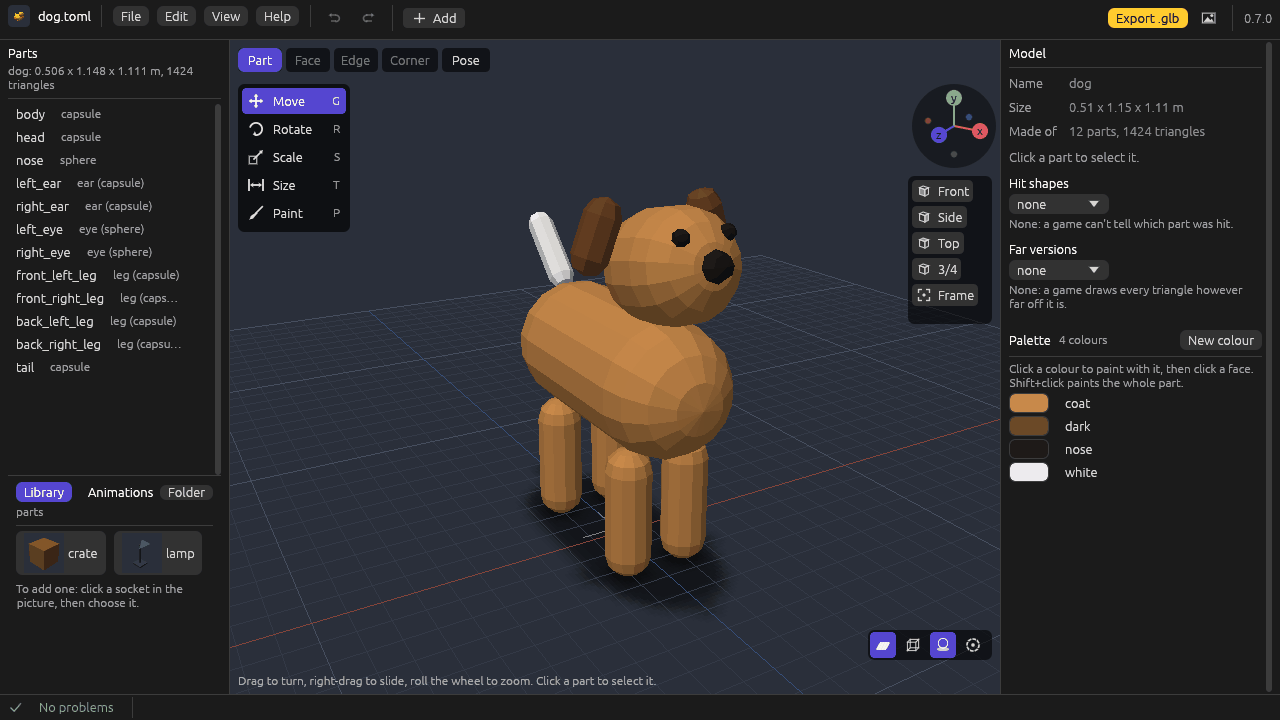 dog.toml File Edit View Help Add Export .glb 0.7.0
Parts
dog: 0.506 x 1.148 x 1.111 m, 1424
triangles
body capsule
head capsule
nose sphere
left_ear ear (capsule)
right_ear ear (capsule)
left_eye eye (sphere)
right_eye eye (sphere)
front_left_leg leg (capsule)
front_right_leg leg (caps…
back_left_leg leg (capsule)
back_right_leg leg (capsu…
tail capsule
Library Animations Folder
parts
crate lamp
To add one: click a socket in the
picture, then choose it.
Part Face Edge Corner Pose
Move G
Rotate R
Scale S
Size T
Paint P
y
x
z
Front
Side
Top
3/4
Frame
Drag to turn, right-drag to slide, roll the wheel to zoom. Click a part to select it.
Model
Name dog
Size 0.51 x 1.15 x 1.11 m
Made of 12 parts, 1424 triangles
Click a part to select it.
Hit shapes
none
None: a game can't tell which part was hit.
Far versions
none
None: a game draws every triangle however
far off it is.
Palette 4 colours New colour
Click a colour to paint with it, then click a face.
Shift+click paints the whole part.
coat
dark
nose
white
No problems